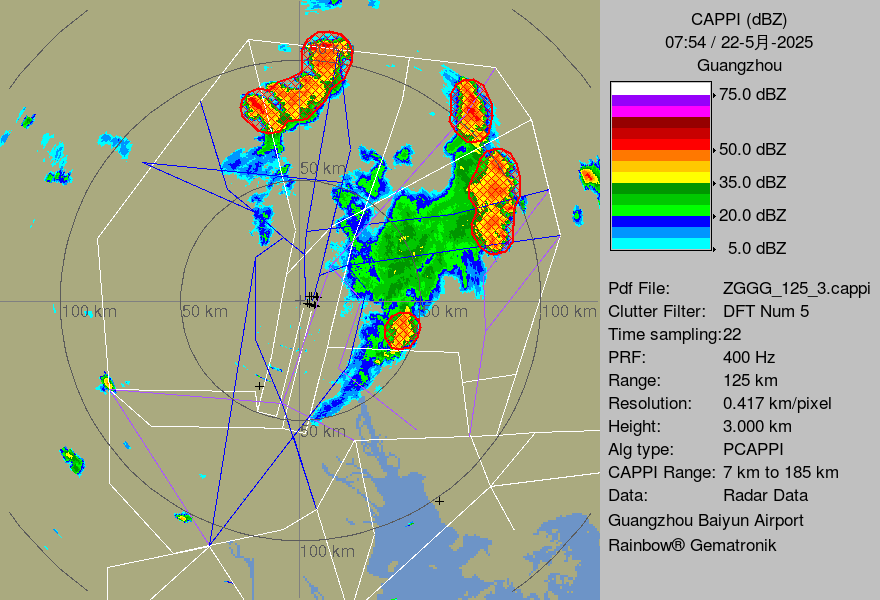 CAPPI (dBZ)
07:54 / 22-5月-2025
Guangzhou
75.0 dBZ
50.0 dBZ
35.0 dBZ
20.0 dBZ
5.0 dBZ
50 km
100 km
50 km
50 km
100 km
50 km
100 km
Pdf File: ZGGG_125_3.cappi
Clutter Filter: DFT Num 5
Time sampling:22
PRF: 400 Hz
Range: 125 km
Resolution: 0.417 km/pixel
Height: 3.000 km
Alg type: PCAPPI
CAPPI Range: 7 km to 185 km
Data: Radar Data
Guangzhou Baiyun Airport
Rainbow® Gematronik